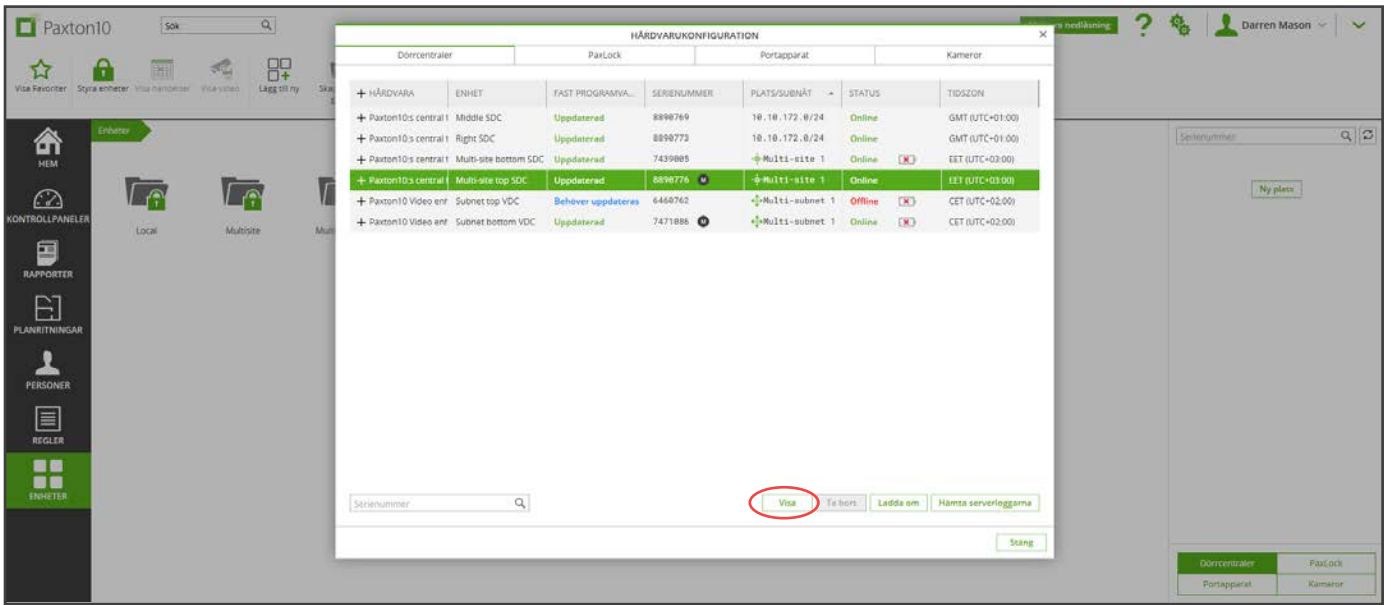 Paxton10
Sök
nedläsning
?
Darren Mason
Visa Favoriter
Styra enheter
Visa händelser
Visa video
Lägg till ny
HEM
KONTROLLPANELER
RAPPORTER
PLANRITNINGAR
PERSONER
REGLER
ENHETER
Enheter
Local
Multisite
HÅRDVARUKONFIGURATION
Dörrcentraler PaxLock Portapparat Kameror
HÅRDVARA ENHET FAST PROGRAMVA... SERIENUMMER PLATS/SUBNÄT STATUS TIDSZON
Paxton10:s central Middle SDC Uppdaterad 8890769 10.10.172.0/24 Online GMT (UTC+01:00)
Paxton10:s central Right SDC Uppdaterad 8890773 10.10.172.0/24 Online GMT (UTC+01:00)
Paxton10:s central Multi-site bottom SDC Uppdaterad 7439005 Multi-site 1 Online EET (UTC+03:00)
Paxton10:s central Multi-site top SDC Uppdaterad 8890776 M Multi-site 1 Online EET (UTC+03:00)
Paxton10 Video enh Subnet top VDC Behöver uppdateras 6460762 Multi-subnet 1 Offline CET (UTC+02:00)
Paxton10 Video enh Subnet bottom VDC Uppdaterad 7471086 M Multi-subnet 1 Online CET (UTC+02:00)
Serienummer
Visa Ta bort Ladda om Hämta serverloggarna
Stäng
Serienummer
Ny plats
Dörrcentraler PaxLock
Portapparat Kameror